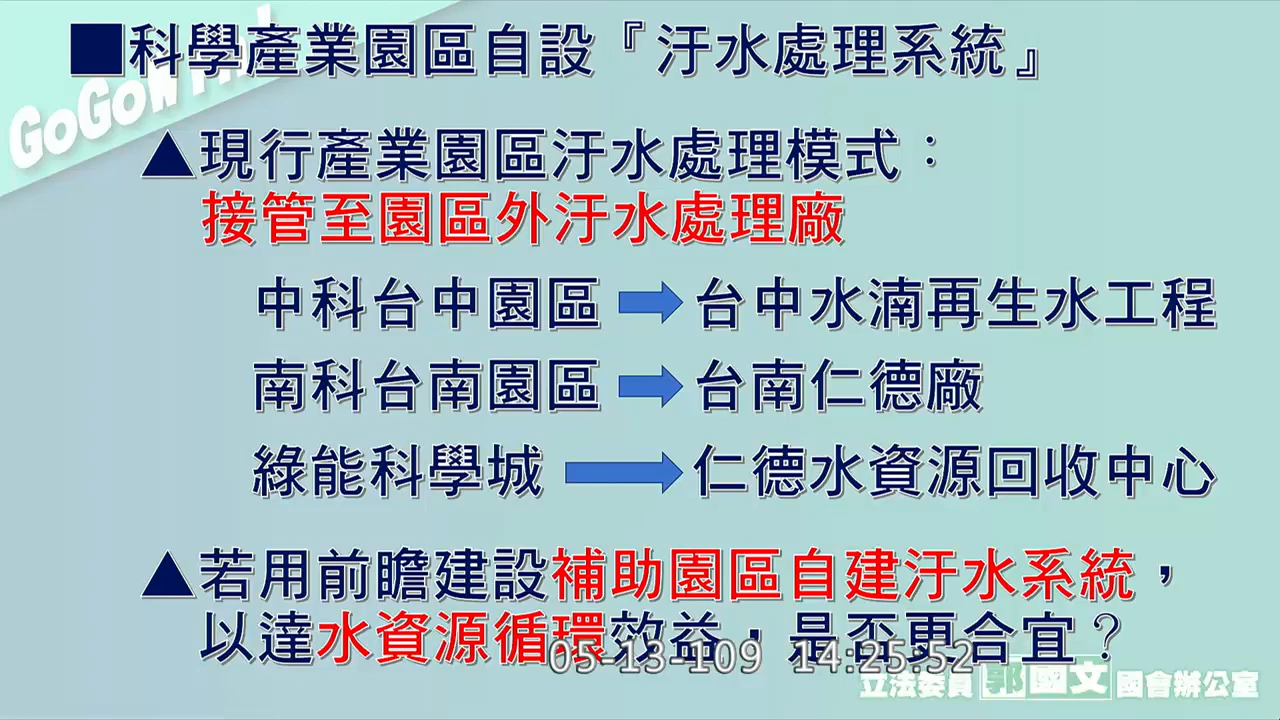 ■科學產業園區自設『汙水處理系統』
GoGoW
▲現行產業園區汙水處理模式：
接管至園區外汙水處理廠
中科台中園區 → 台中水湳再生水工程
南科台南園區 → 台南仁德廠
綠能科學城 → 仁德水資源回收中心
▲若用前瞻建設補助園區自建汙水系統，
以達水資源循環效益，是否更合宜？
05-13-109 14:25:52
立法委員 郭國文 國會辦公室